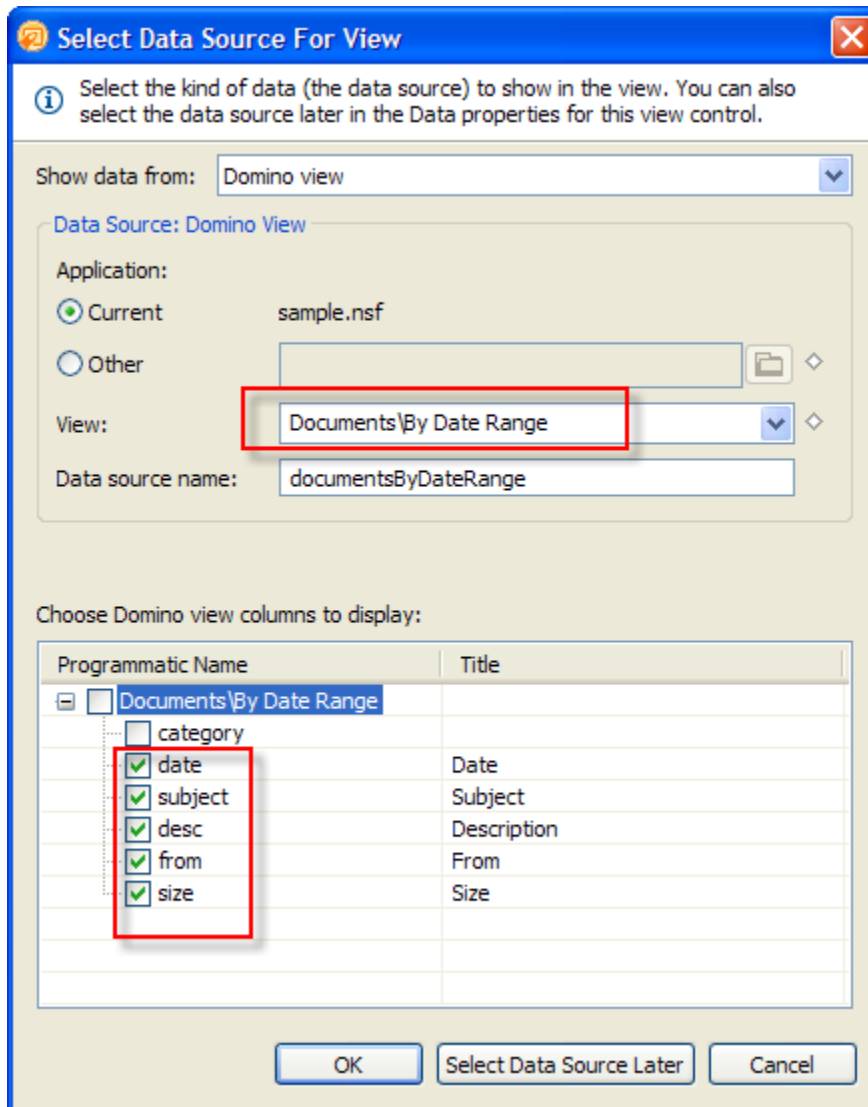 Select Data Source For View
Select the kind of data (the data source) to show in the view. You can also
select the data source later in the Data properties for this view control.
Show data from: Domino view
Data Source: Domino View
Application:
Current sample.nsf
Other
View: Documents\By Date Range
Data source name: documentsByDateRange
Choose Domino view columns to display:
Programmatic Name Title
Documents\By Date Range
category
date Date
subject Subject
desc Description
from From
size Size
OK Select Data Source Later Cancel